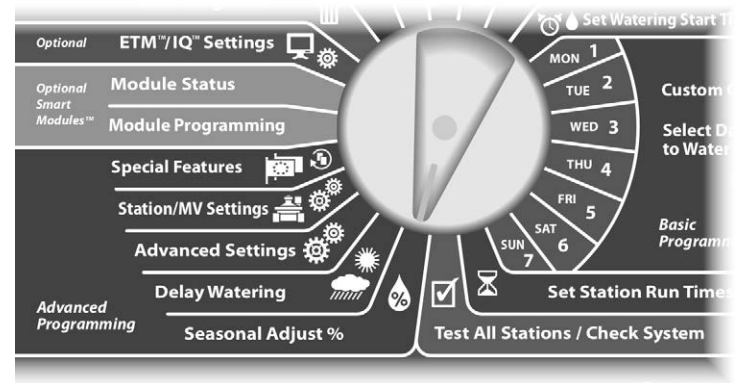 Set Watering Start T
Optional
ETM™/IQ™ Settings
Optional
Smart
Modules™
Module Status
Module Programming
Special Features
Station/MV Settings
Advanced Settings
Delay Watering
Seasonal Adjust %
Advanced
Programming
%
MON 1
TUE 2
WED 3
THU 4
FRI 5
SAT 6
SUN 7
Custom
Select
to Water
Basic
Set Station Run Times
Test All Stations / Check System